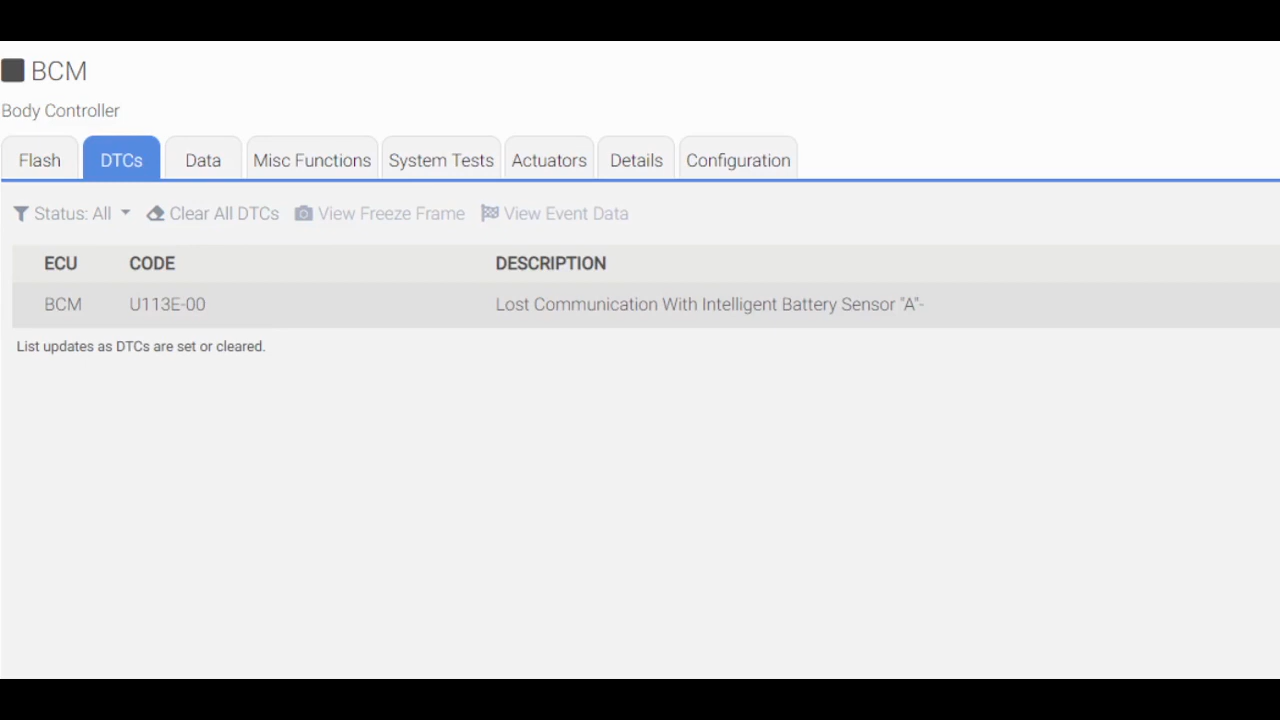 BCM
Body Controller
Flash DTCs Data Misc Functions System Tests Actuators Details Configuration
Status: All Clear All DTCs View Freeze Frame View Event Data
ECU CODE DESCRIPTION
BCM U113E-00 Lost Communication With Intelligent Battery Sensor "A"-
List updates as DTCs are set or cleared.